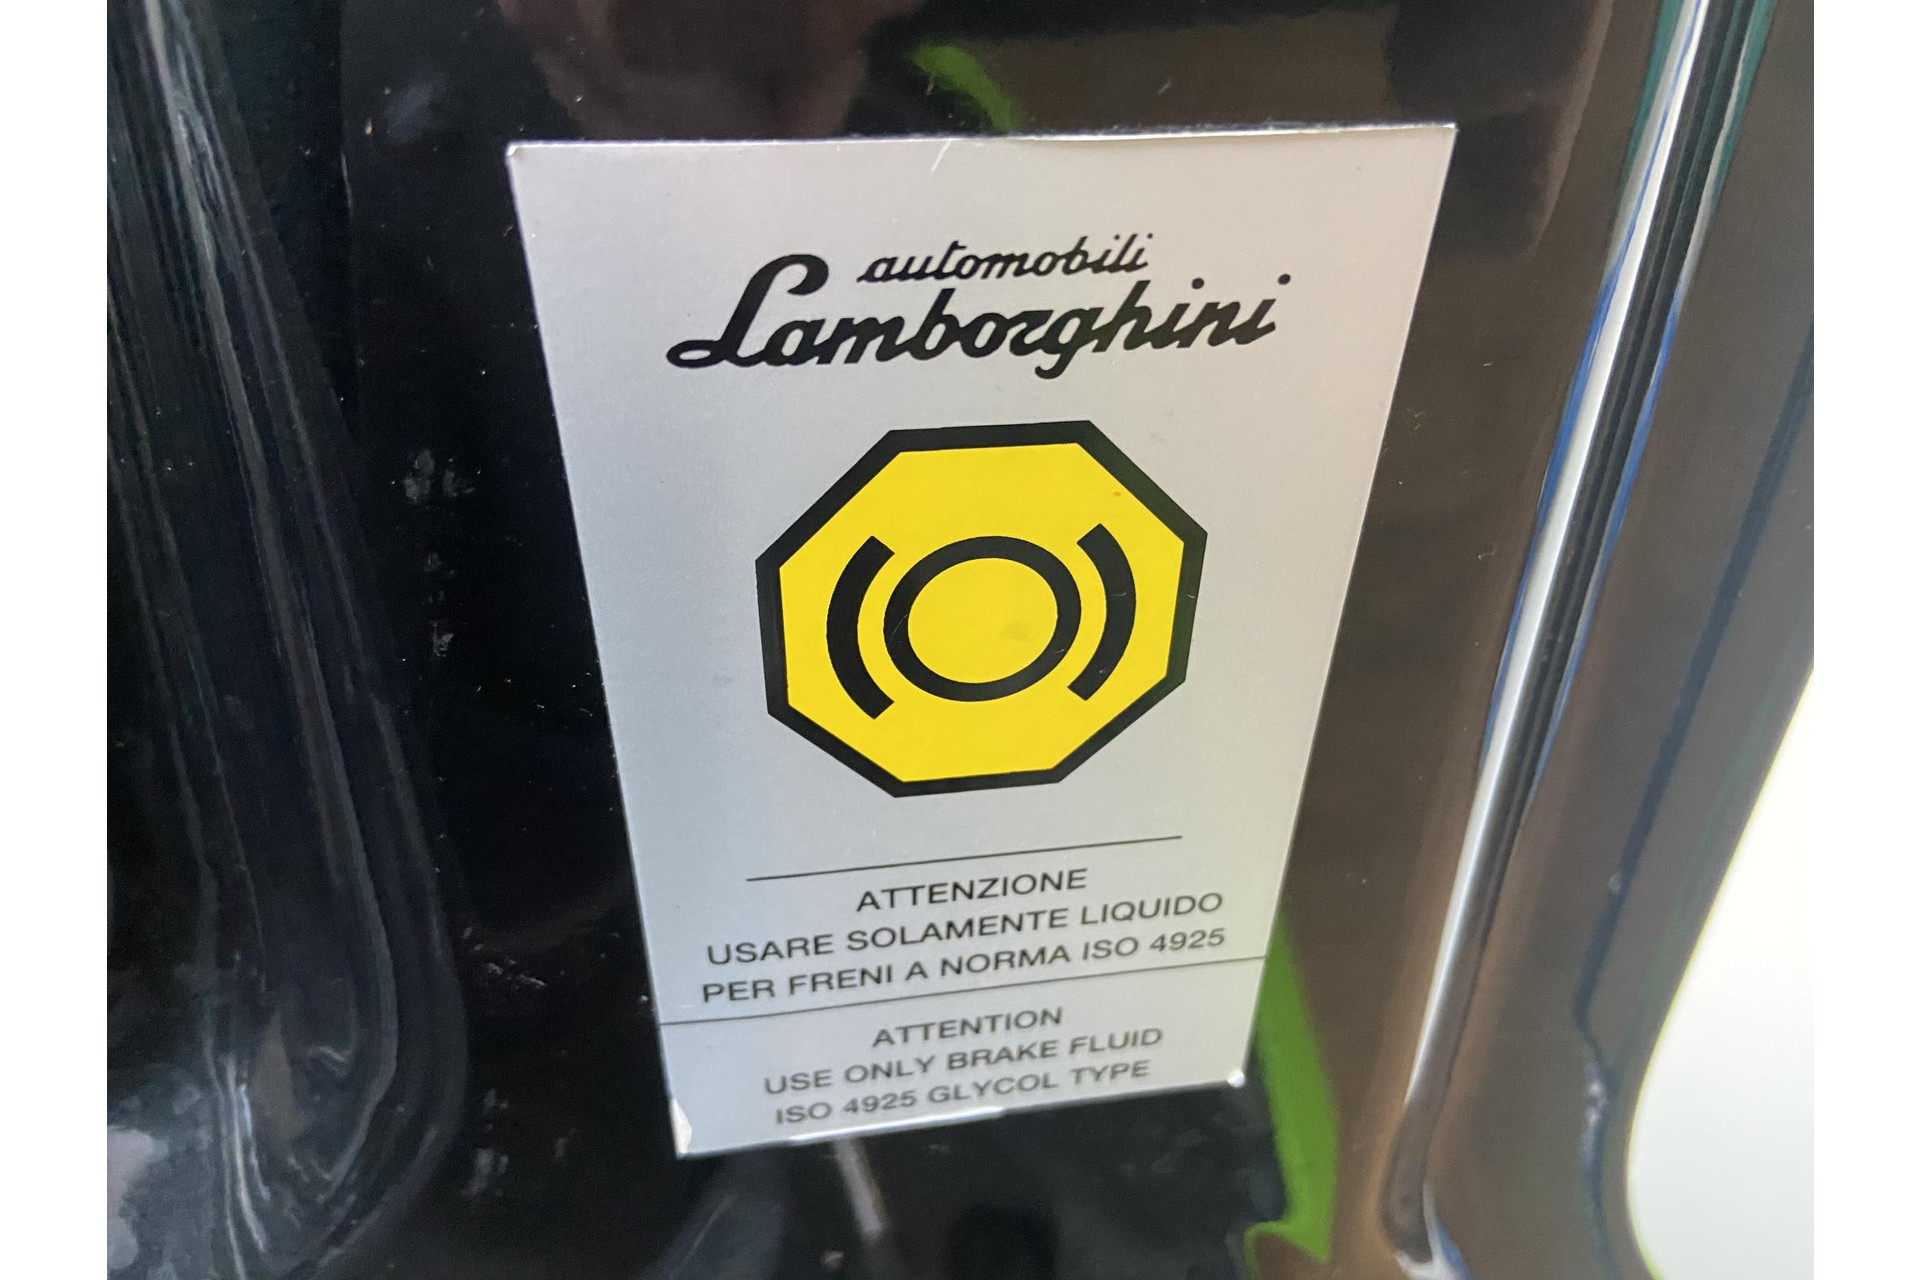 automobili
Lamborghini
ATTENZIONE
USARE SOLAMENTE LIQUIDO
PER FRENI A NORMA ISO 4925
ATTENTION
USE ONLY BRAKE FLUID
ISO 4925 GLYCOL TYPE